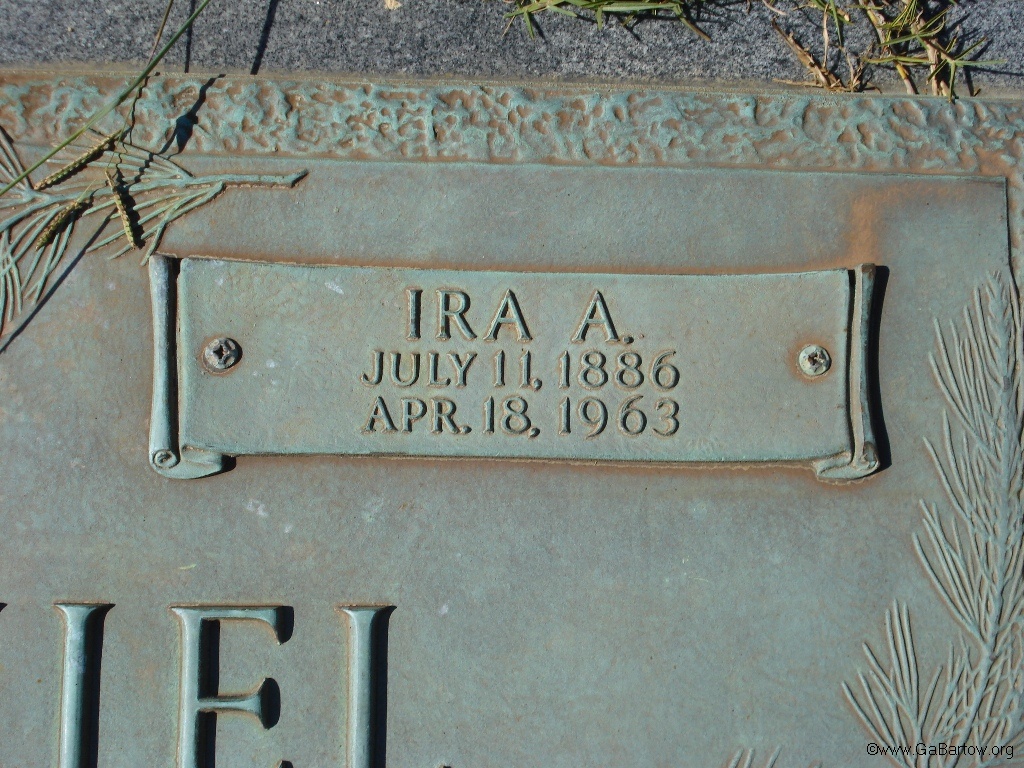 IRA A.
JULY 11, 1886
APR. 18, 1963
©www.GaBartow.org